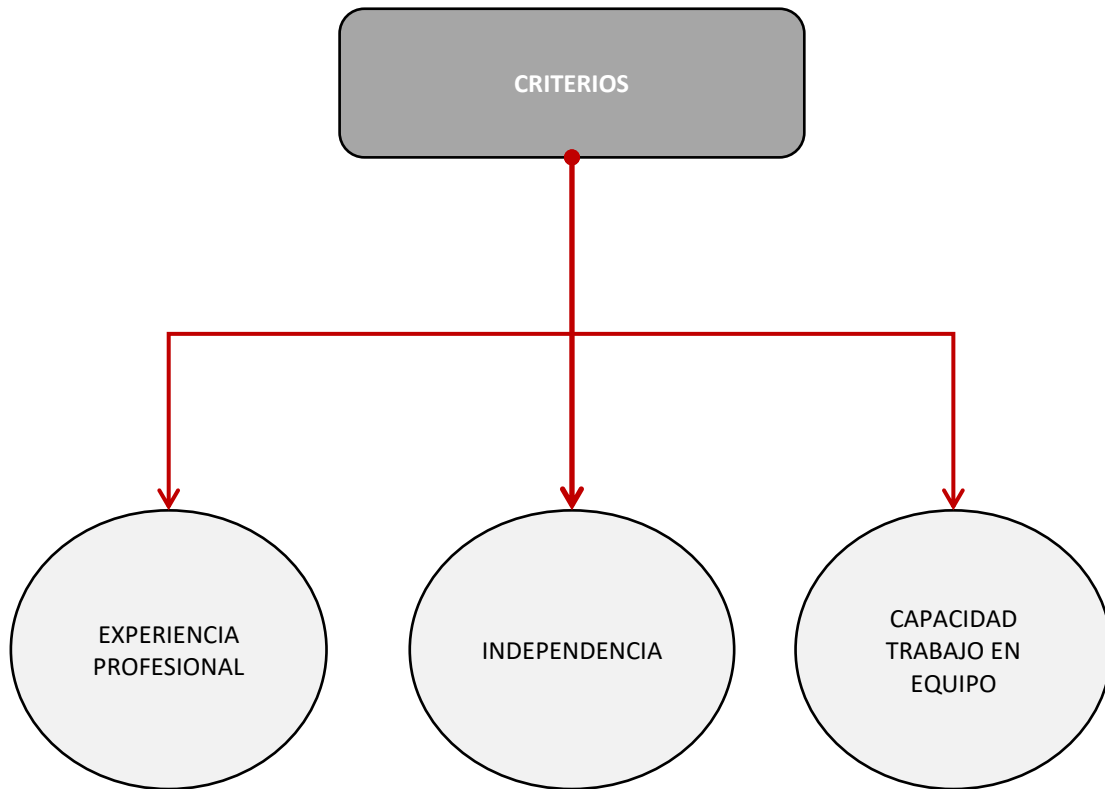 CRITERIOS
EXPERIENCIA
PROFESIONAL
INDEPENDENCIA
CAPACIDAD
TRABAJO EN
EQUIPO